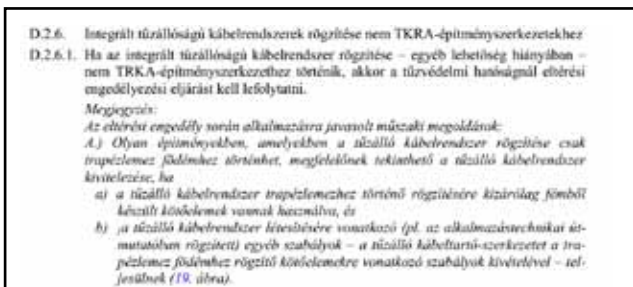 D.2.6. Integrált tűzállóságú kábelrendszerek rögzítése nem TKRA-építményszerkezetekhez
D.2.6.1. Ha az integrált tűzállóságú kábelrendszer rögzítése – egyéb lehetőség hiányában –
nem TRKA-építményszerkezethez történik, akkor a tűzvédelmi hatóságnál eltérési
engedélyezési eljárást kell lefolytatni.
Megjegyzés:
Az eltérési engedély során alkalmazásra javasolt műszaki megoldások:
A.) Olyan építményekben, amelyekben a tűzálló kábelrendszer rögzítése csak
trapézlemez födémhez történhet, megfelelőnek tekinthető a tűzálló kábelrendszer
kivitelezése, ha
a) a tűzálló kábelrendszer trapézlemezhez történő rögzítésére kizárólag fémből
készült kötőelemek vannak használva, és
b) ,a tűzálló kábelrendszer létesítésére vonatkozó (pl. az alkalmazástechnikai út-
mutatóban rögzített) egyéb szabályok – a tűzálló kábeltartó-szerkezetet a tra-
pézlemez födémhez rögzítő kötőelemekre vonatkozó szabályok kivételével – tel-
jesülnek (19. ábra).